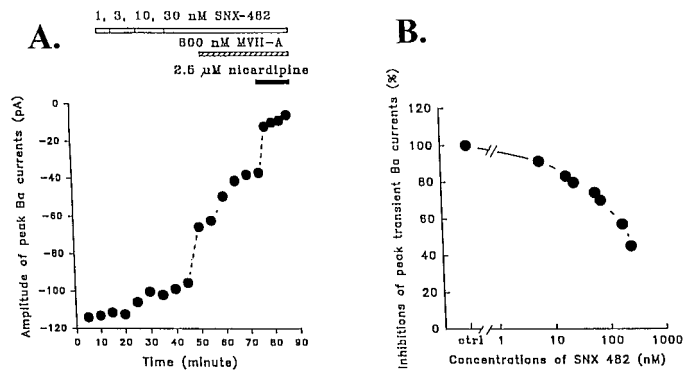 A.
1, 3, 10, 30 nM SNX-482
600 nM MVII-A
2.5 µM nicardipine
Amplitude of peak Ba currents (pA)
0
-20
-40
-60
-80
-100
-120
0 10 20 30 40 50 60 70 80 90
Time (minute)
B.
Inhibitions of peak transient Ba currents (%)
120
100
80
60
40
20
0
ctrl 1 10 100 1000
Concentrations of SNX 482 (nM)